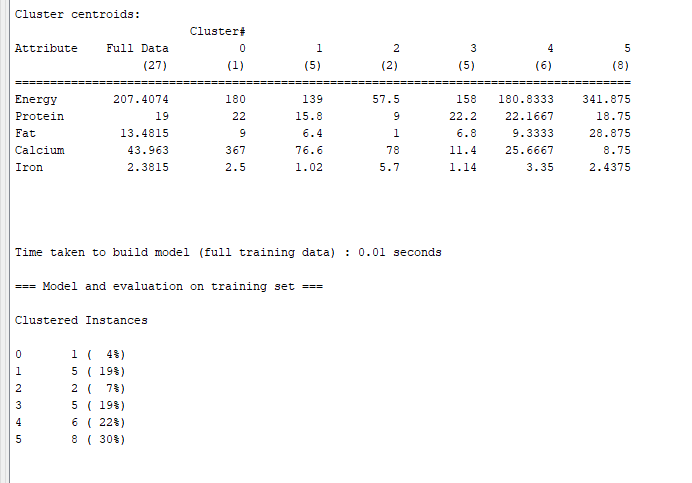 Cluster centroids:
Cluster#
Attribute Full Data 0 1 2 3 4 5
(27) (1) (5) (2) (5) (6) (8)
==========================================================================================
Energy 207.4074 180 139 57.5 158 180.8333 341.875
Protein 19 22 15.8 9 22.2 22.1667 18.75
Fat 13.4815 9 6.4 1 6.8 9.3333 28.875
Calcium 43.963 367 76.6 78 11.4 25.6667 8.75
Iron 2.3815 2.5 1.02 5.7 1.14 3.35 2.4375
Time taken to build model (full training data) : 0.01 seconds
=== Model and evaluation on training set ===
Clustered Instances
0 1 ( 4%)
1 5 ( 19%)
2 2 ( 7%)
3 5 ( 19%)
4 6 ( 22%)
5 8 ( 30%)